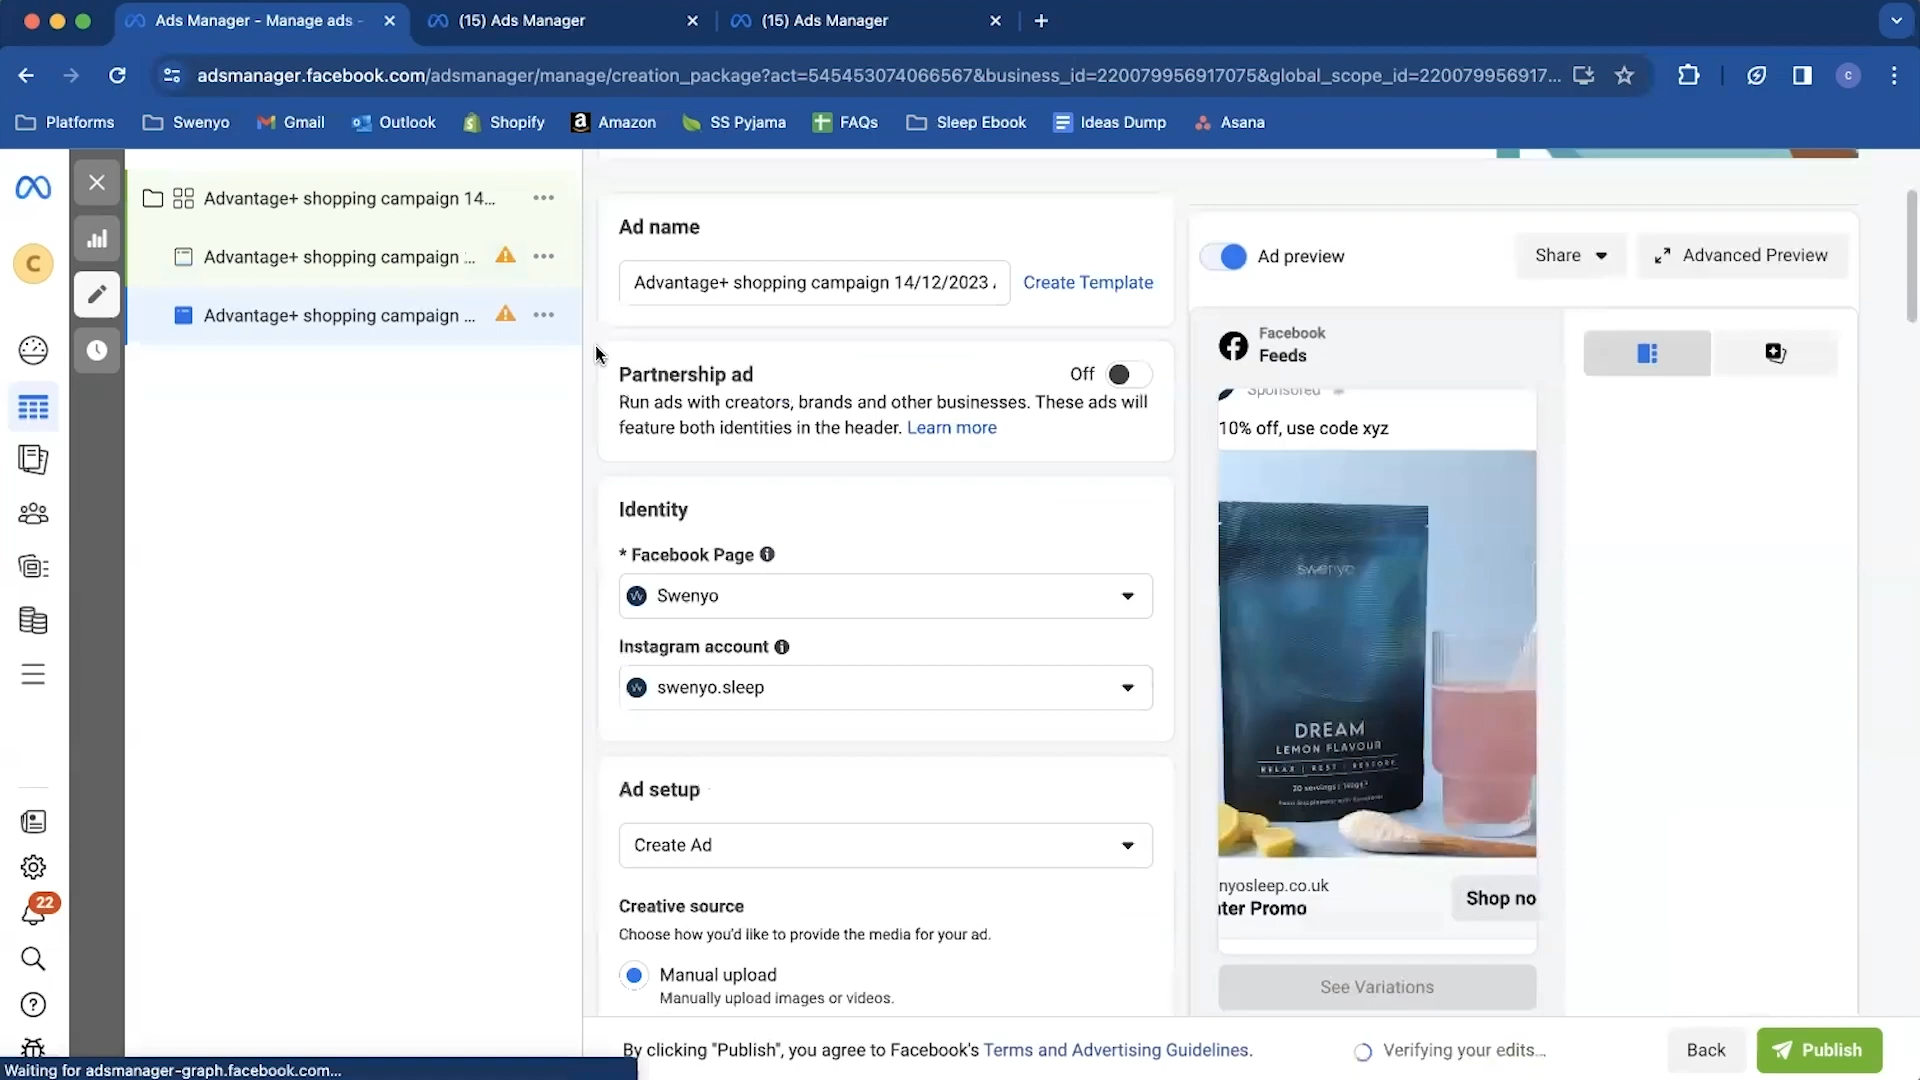 Ads Manager - Manage ads -
(15) Ads Manager
(15) Ads Manager
adsmanager.facebook.com/adsmanager/manage/creation_package?act=545453074066567&business_id=220079956917075&global_scope_id=220079956917...
C
Platforms
Swenyo
Gmail
Outlook
Shopify
Amazon
SS Pyjama
FAQs
Sleep Ebook
Ideas Dump
Asana
C
22
Advantage+ shopping campaign 14...
Advantage+ shopping campaign ...
Advantage+ shopping campaign ...
Ad name
Advantage+ shopping campaign 14/12/2023
Create Template
Partnership ad
Off
Run ads with creators, brands and other businesses. These ads will
feature both identities in the header. Learn more
Identity
* Facebook Page
Swenyo
Instagram account
swenyo.sleep
Ad setup
Create Ad
Creative source
Choose how you'd like to provide the media for your ad.
Manual upload
Manually upload images or videos.
Ad preview
Share
Advanced Preview
Facebook
Feeds
Sponsored
10% off, use code xyz
swenyo
DREAM
LEMON FLAVOUR
RELAX | REST | RESTORE
20 servings | 140g
nyosleep.co.uk
ter Promo
Shop no
See Variations
By clicking "Publish", you agree to Facebook's Terms and Advertising Guidelines.
Verifying your edits...
Back
Publish
Waiting for adsmanager-graph.facebook.com...